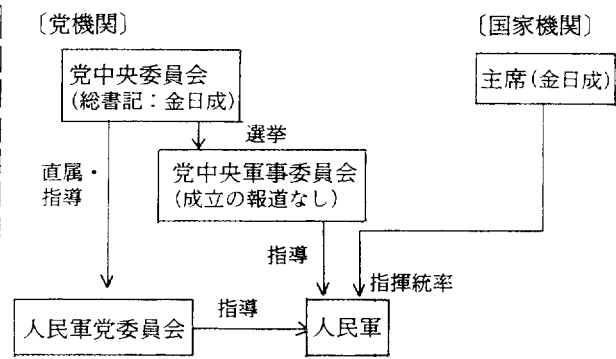 〔党機関〕
〔国家機関〕
党中央委員会
(総書記：金日成)
主席(金日成)
選挙
直属・
指導
党中央軍事委員会
(成立の報道なし)
指導
指揮統率
人民軍党委員会
指導
人民軍